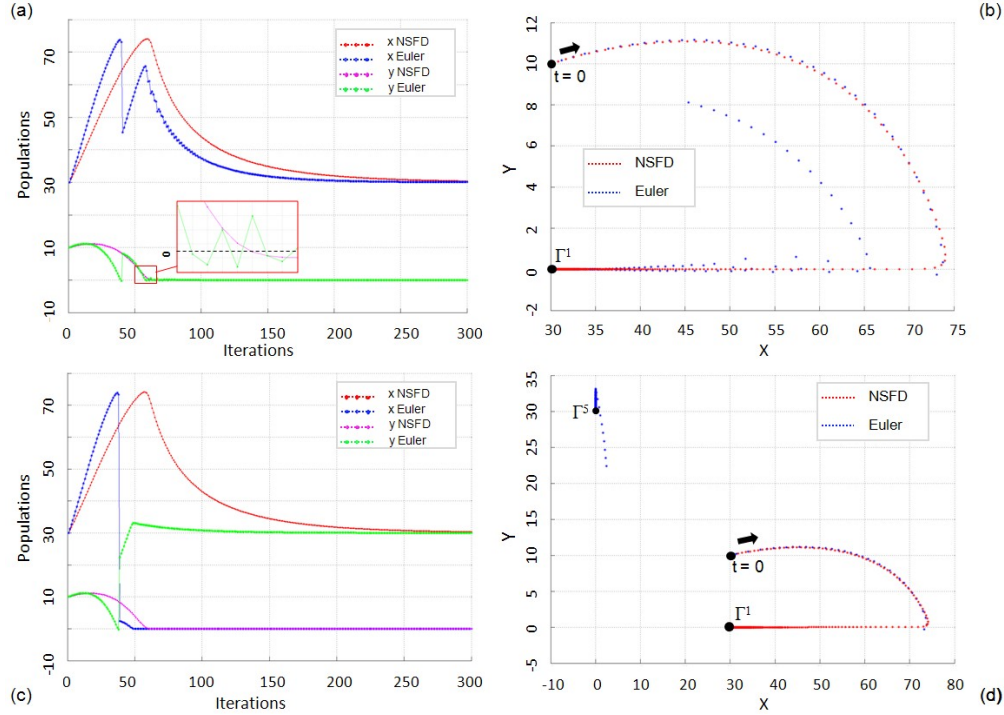 (a)
Populations
70
50
30
10
-10
x NSFD
x Euler
y NSFD
y Euler
0
0 50 100 150 200 250 300
Iterations
(b)
Y
12
10
8
6
4
2
0
-2
t = 0
NSFD
Euler
Γ1
30 35 40 45 50 55 60 65 70 75
X
(c)
Populations
70
50
30
10
-10
x NSFD
x Euler
y NSFD
y Euler
0 50 100 150 200 250 300
Iterations
(d)
Y
35
30
25
20
15
10
5
0
-5
Γ5
NSFD
Euler
t = 0
Γ1
-10 0 10 20 30 40 50 60 70 80
X